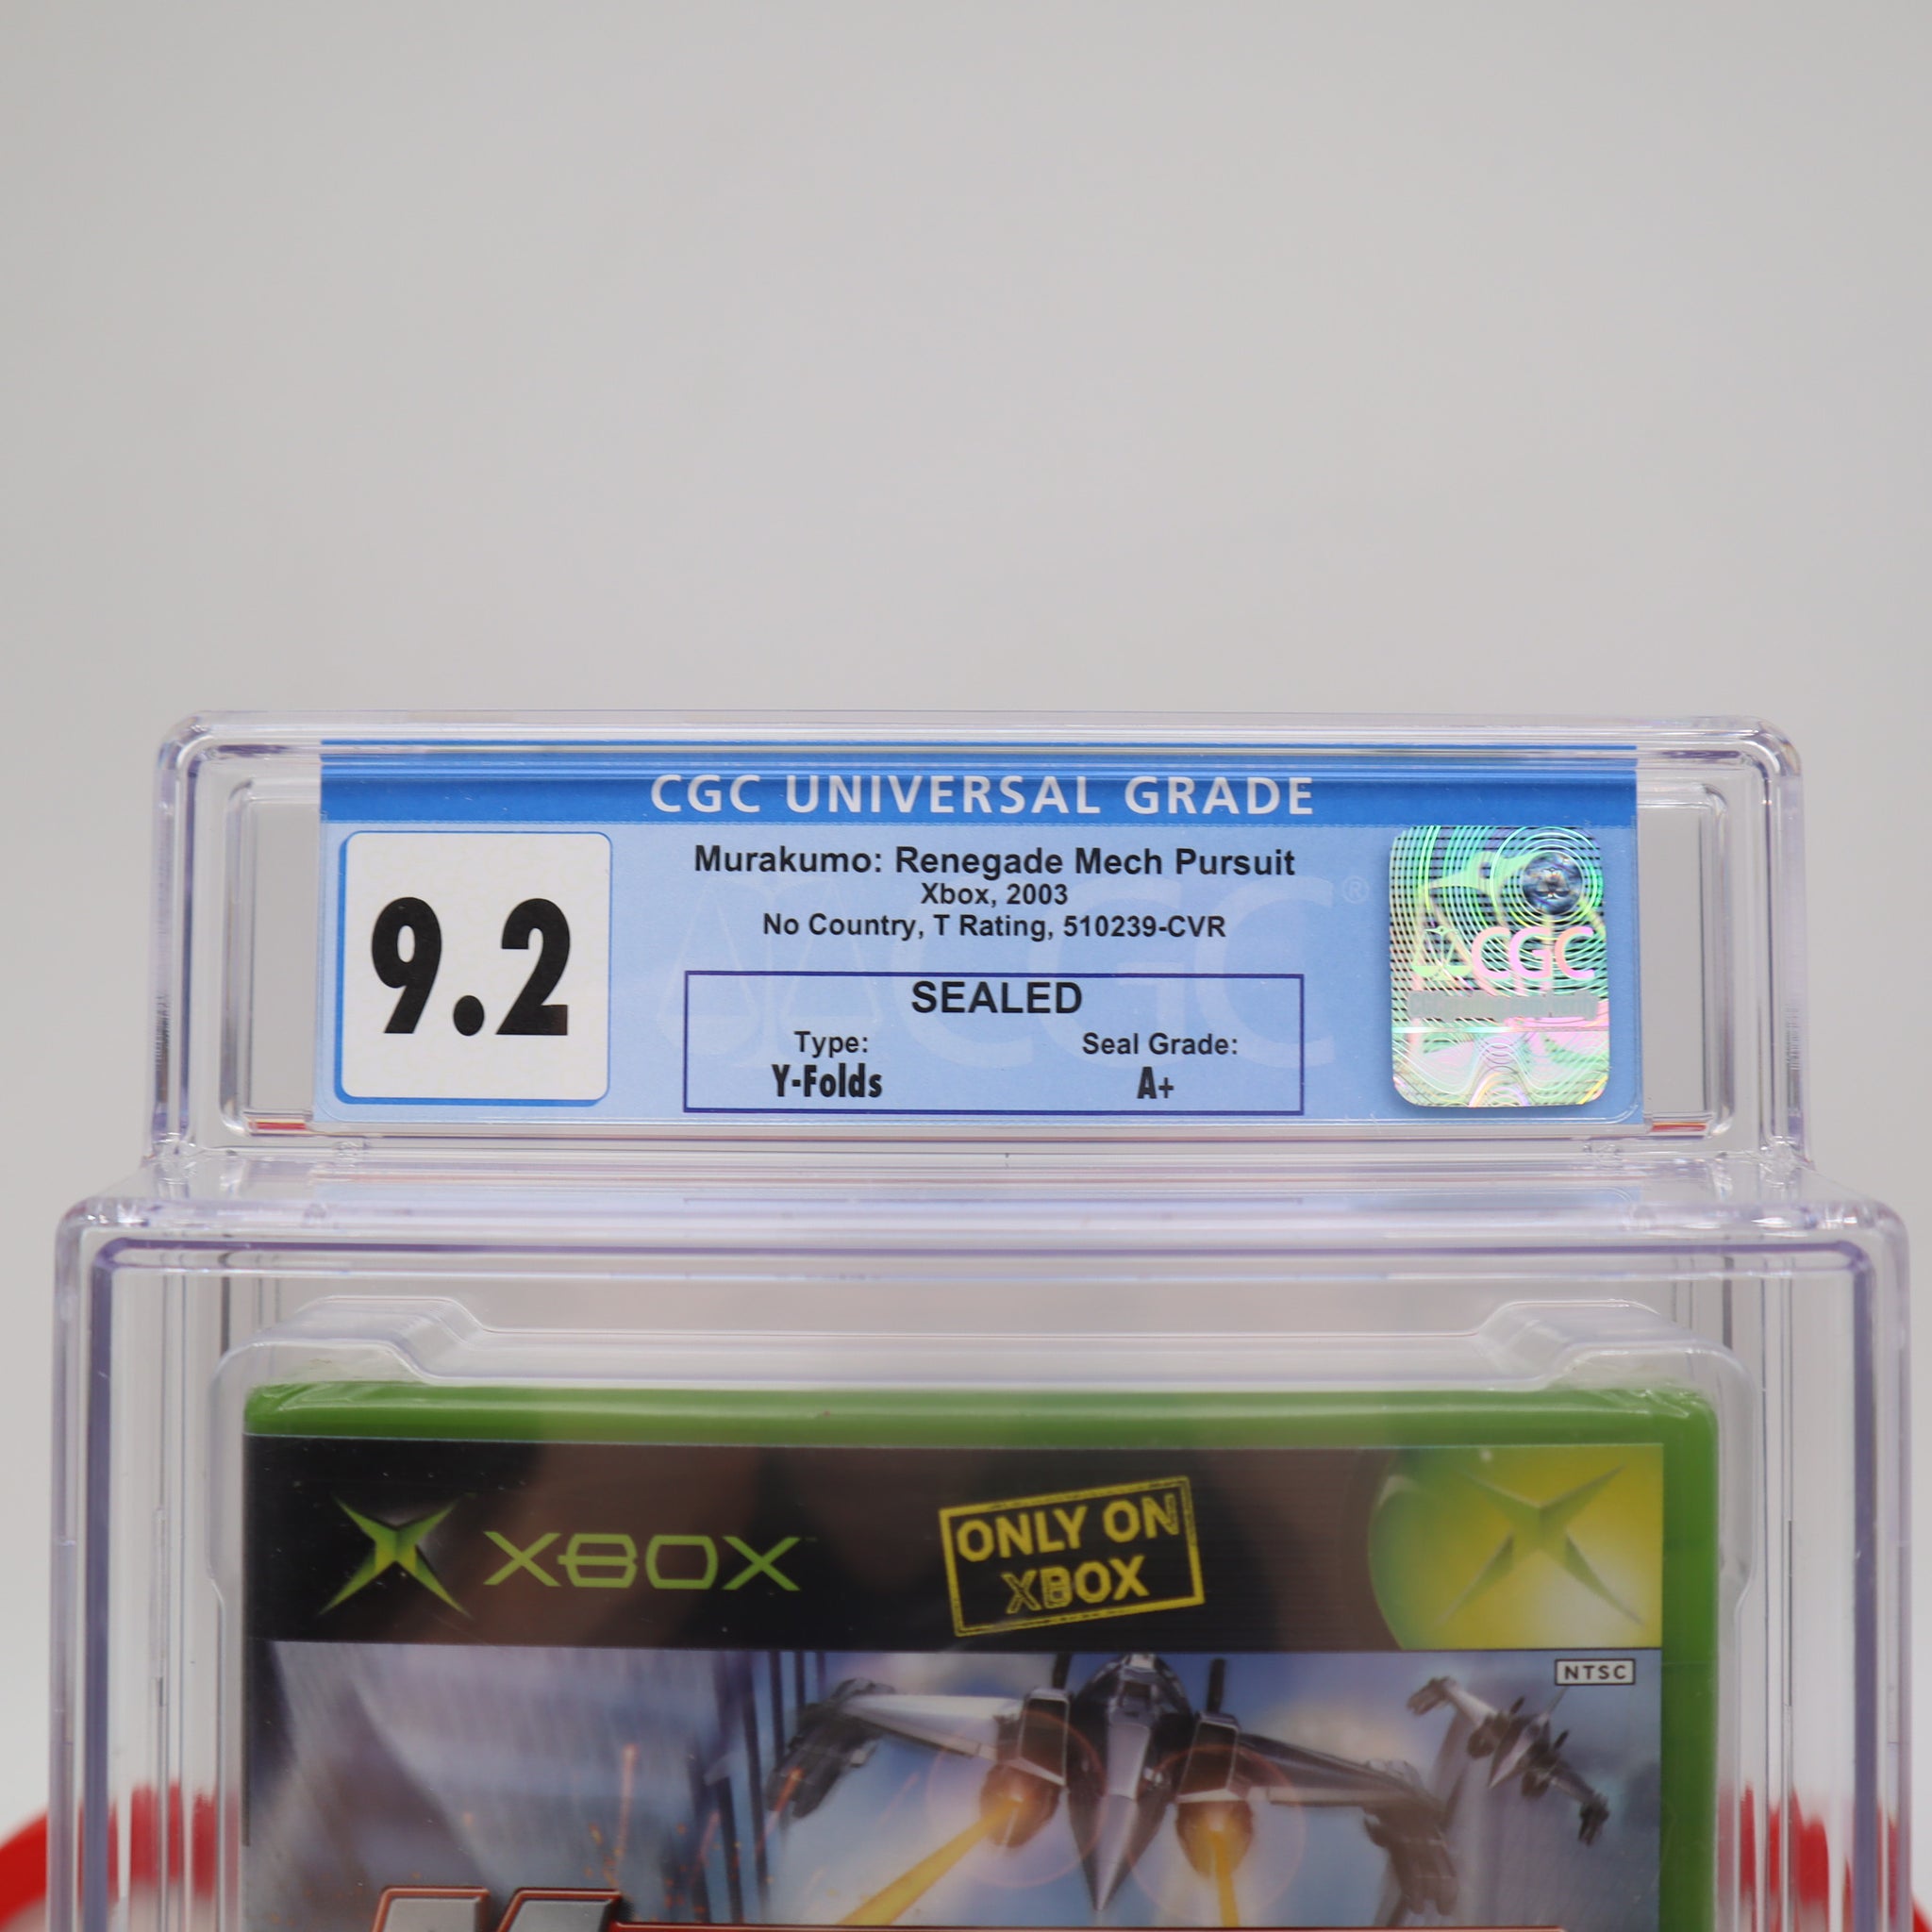 CGC UNIVERSAL GRADE
9.2
Murakumo: Renegade Mech Pursuit
Xbox, 2003
No Country, T Rating, 510239-CVR
CGC®
CGC
SEALED
Type:
Y-Folds
Seal Grade:
A+
XBOX
ONLY ON
XBOX
NTSC